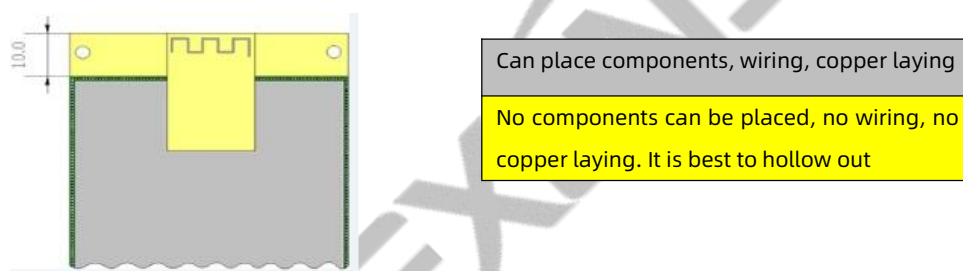 10.0
Can place components, wiring, copper laying
No components can be placed, no wiring, no
copper laying. It is best to hollow out